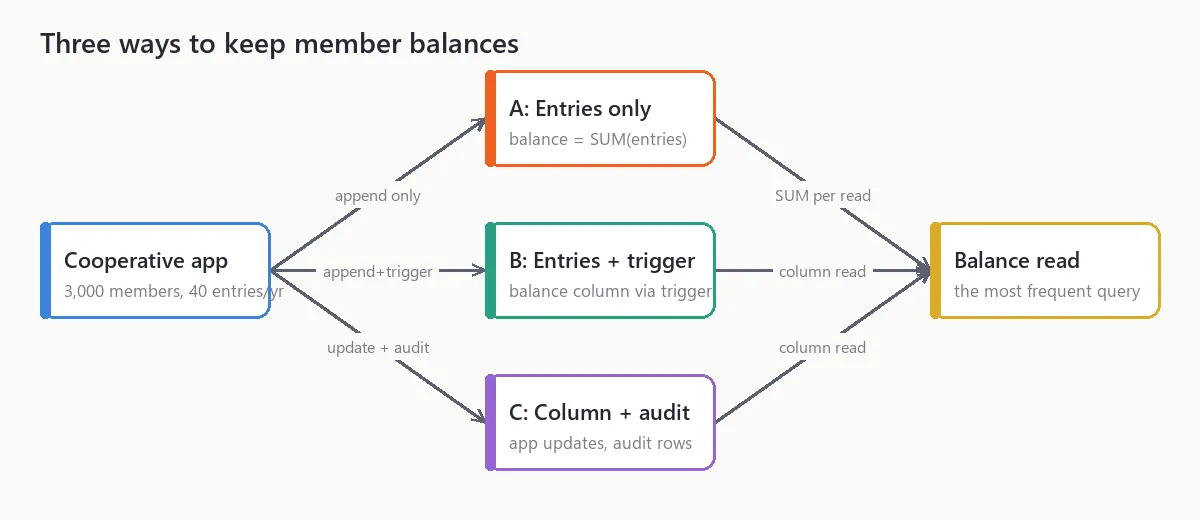 Three ways to keep member balances
A: Entries only
balance = SUM(entries)
append only
SUM per read
Cooperative app
3,000 members, 40 entries/yr
append+trigger
B: Entries + trigger
balance column via trigger
column read
Balance read
the most frequent query
update + audit
column read
C: Column + audit
app updates, audit rows